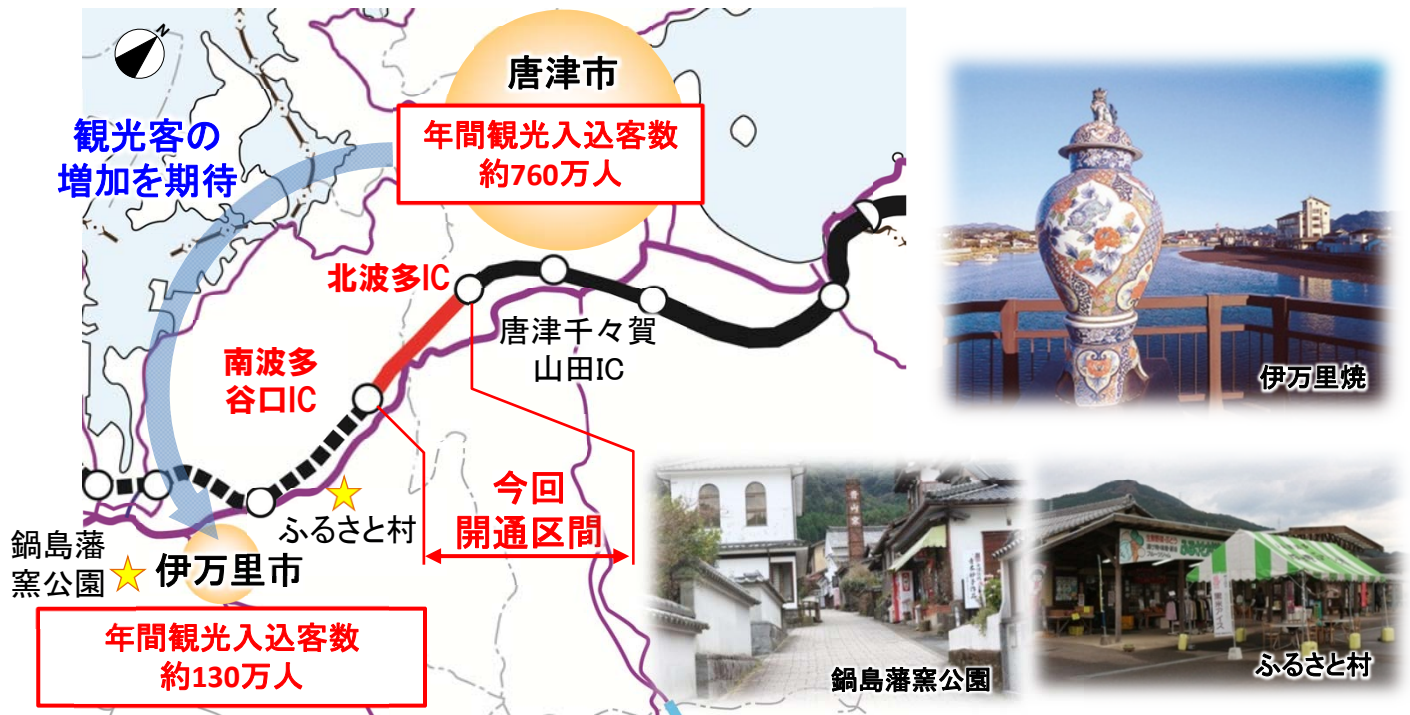 N
唐津市
年間観光入込客数
約760万人
観光客の
増加を期待
北波多IC
唐津千々賀
山田IC
南波多
谷口IC
今回
開通区間
ふるさと村
鍋島藩
窯公園
伊万里市
年間観光入込客数
約130万人
伊万里焼
鍋島藩窯公園
ふるさと村